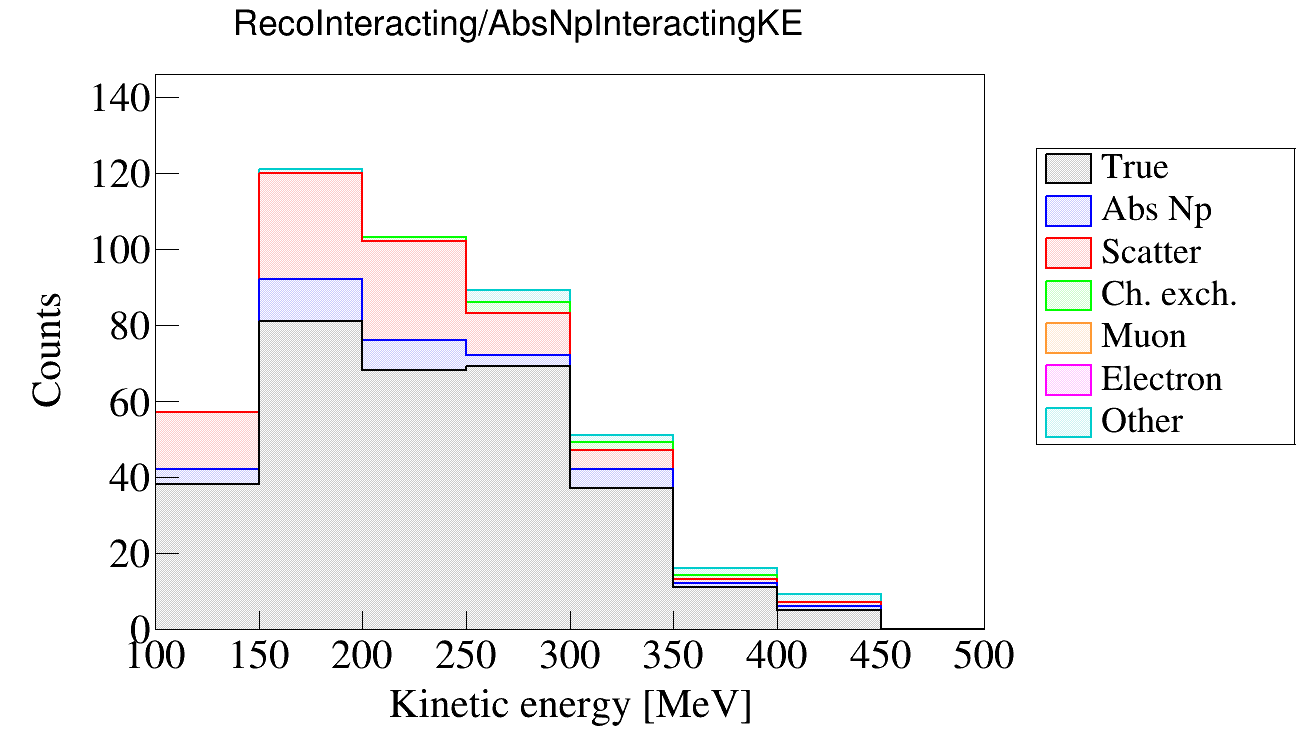 RecoInteracting/AbsNpInteractingKE
140
120
100
80
60
40
20
0
Counts
100 150 200 250 300 350 400 450 500
Kinetic energy [MeV]
True
Abs Np
Scatter
Ch. exch.
Muon
Electron
Other